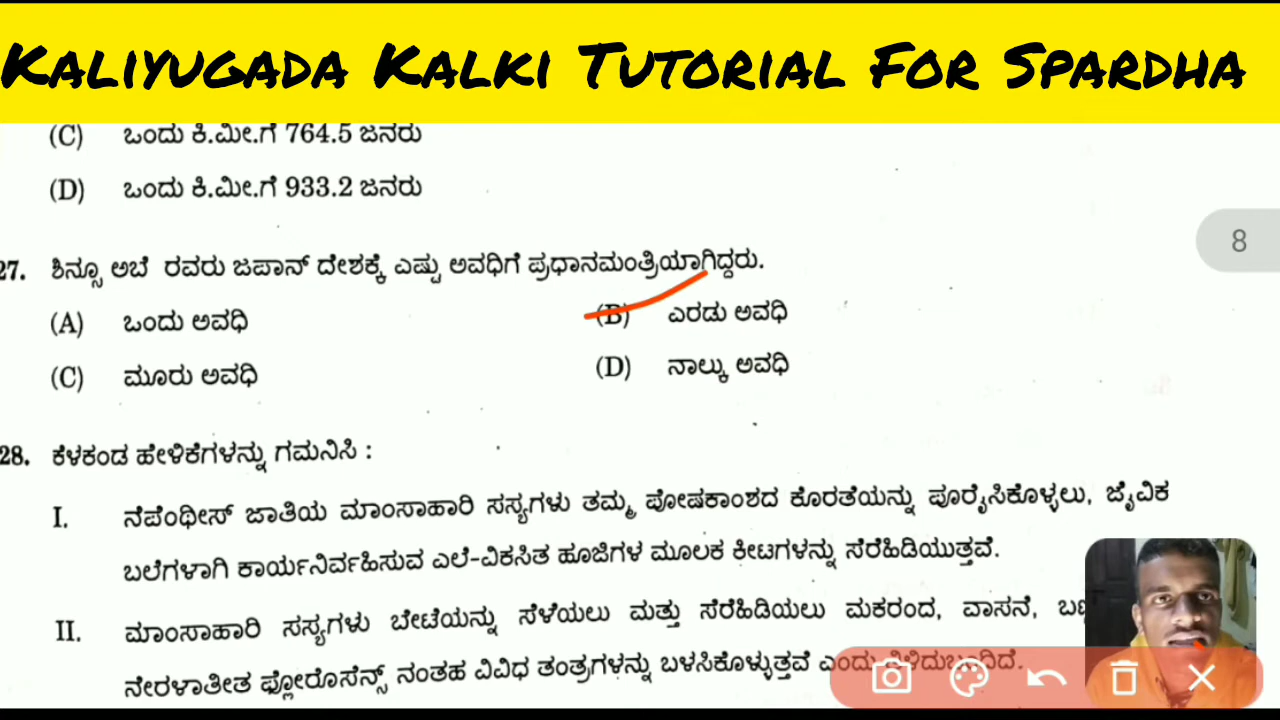 KALIYUGADA KALKI TUTORIAL FOR SPARDHA
(C) ಒಂದು ಕಿ.ಮೀ.ಗೆ 764.5 ಜನರು
(D) ಒಂದು ಕಿ.ಮೀ.ಗೆ 933.2 ಜನರು
8
27. ಶಿನ್ಸೂ ಅಬೆ ರವರು ಜಪಾನ್ ದೇಶಕ್ಕೆ ಎಷ್ಟು ಅವಧಿಗೆ ಪ್ರಧಾನಮಂತ್ರಿಯಾಗಿದ್ದರು.
(A) ಒಂದು ಅವಧಿ (B) ಎರಡು ಅವಧಿ
(C) ಮೂರು ಅವಧಿ (D) ನಾಲ್ಕು ಅವಧಿ
28. ಕೆಳಕಂಡ ಹೇಳಿಕೆಗಳನ್ನು ಗಮನಿಸಿ :
I. ನೆಪೆಂಥೀಸ್ ಜಾತಿಯ ಮಾಂಸಾಹಾರಿ ಸಸ್ಯಗಳು ತಮ್ಮ ಪೋಷಕಾಂಶದ ಕೊರತೆಯನ್ನು ಪೂರೈಸಿಕೊಳ್ಳಲು, ಜೈವಿಕ
ಬಲೆಗಳಾಗಿ ಕಾರ್ಯನಿರ್ವಹಿಸುವ ಎಲೆ-ವಿಕಸಿತ ಹೂಜಿಗಳ ಮೂಲಕ ಕೀಟಗಳನ್ನು ಸೆರೆಹಿಡಿಯುತ್ತವೆ.
II. ಮಾಂಸಾಹಾರಿ ಸಸ್ಯಗಳು ಬೇಟೆಯನ್ನು ಸೆಳೆಯಲು ಮತ್ತು ಸೆರೆಹಿಡಿಯಲು ಮಕರಂದ, ವಾಸನೆ,
ನೇರಳಾತೀತ ಫ್ಲೋರೊಸೆನ್ಸ್ ನಂತಹ ವಿವಿಧ ತಂತ್ರಗಳನ್ನು ಬಳಸಿಕೊಳ್ಳುತ್ತವೆ ಎಂದು